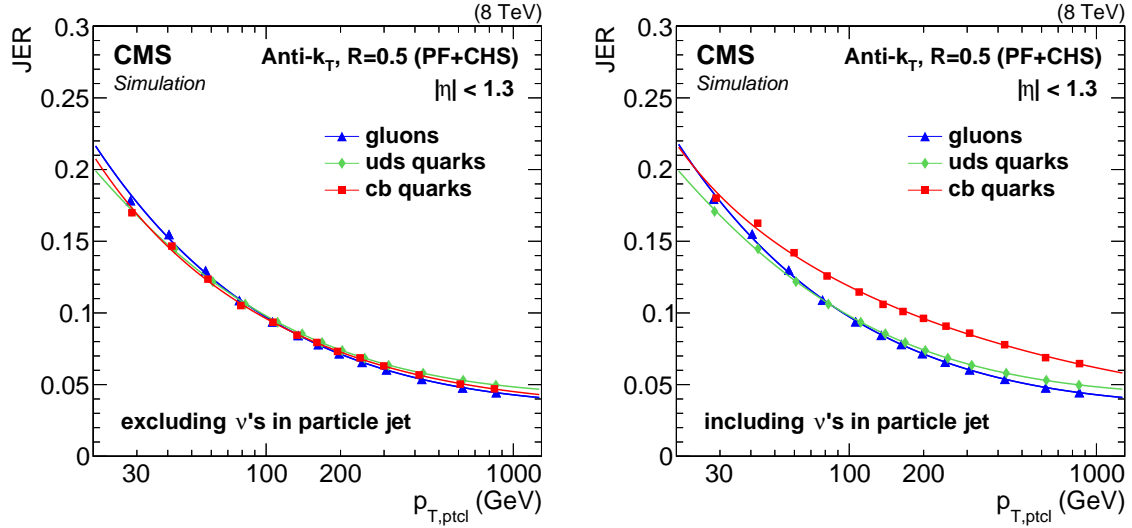 (8 TeV)
JER
0.3
0.25
0.2
0.15
0.1
0.05
0
CMS
Simulation
Anti-kT, R=0.5 (PF+CHS)
|η| < 1.3
gluons
uds quarks
cb quarks
excluding ν's in particle jet
30 100 200 1000
pT,ptcl (GeV)
(8 TeV)
JER
0.3
0.25
0.2
0.15
0.1
0.05
0
CMS
Simulation
Anti-kT, R=0.5 (PF+CHS)
|η| < 1.3
gluons
uds quarks
cb quarks
including ν's in particle jet
30 100 200 1000
pT,ptcl (GeV)